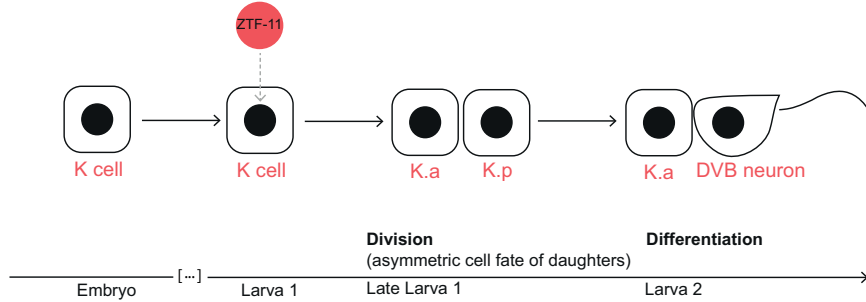 ZTF-11
K cell
K cell
K.a
K.p
K.a
DVB neuron
Division
(asymmetric cell fate of daughters)
Differentiation
[...]
Embryo
Larva 1
Late Larva 1
Larva 2